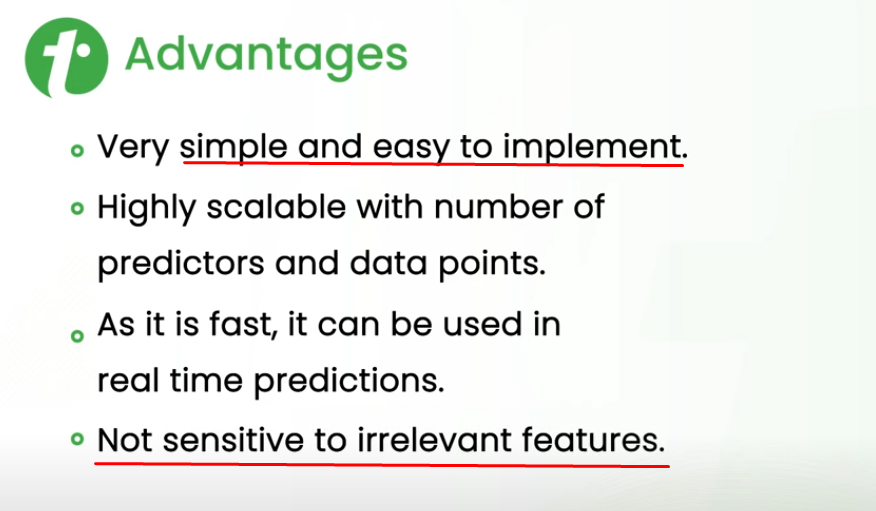 Advantages
Very simple and easy to implement.
Highly scalable with number of
predictors and data points.
As it is fast, it can be used in
real time predictions.
Not sensitive to irrelevant features.